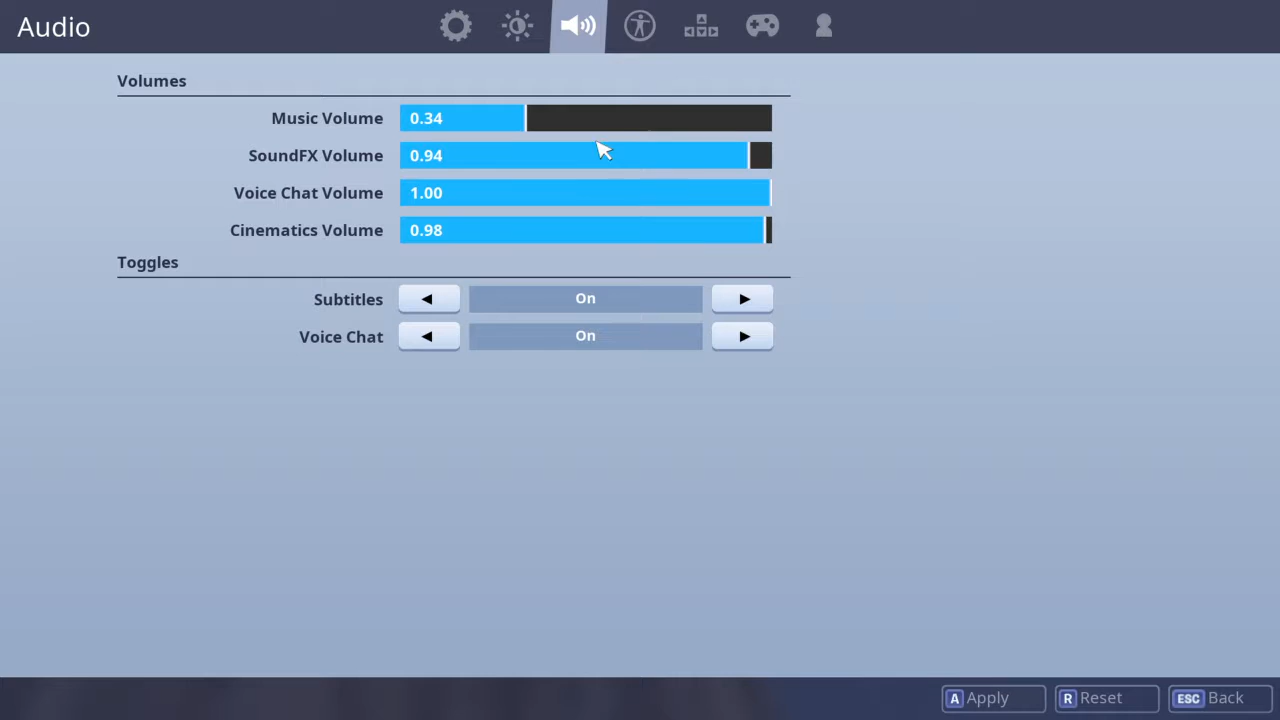 Audio
Volumes
Music Volume 0.34
SoundFX Volume 0.94
Voice Chat Volume 1.00
Cinematics Volume 0.98
Toggles
Subtitles ◀ On ▶
Voice Chat ◀ On ▶
A Apply R Reset ESC Back